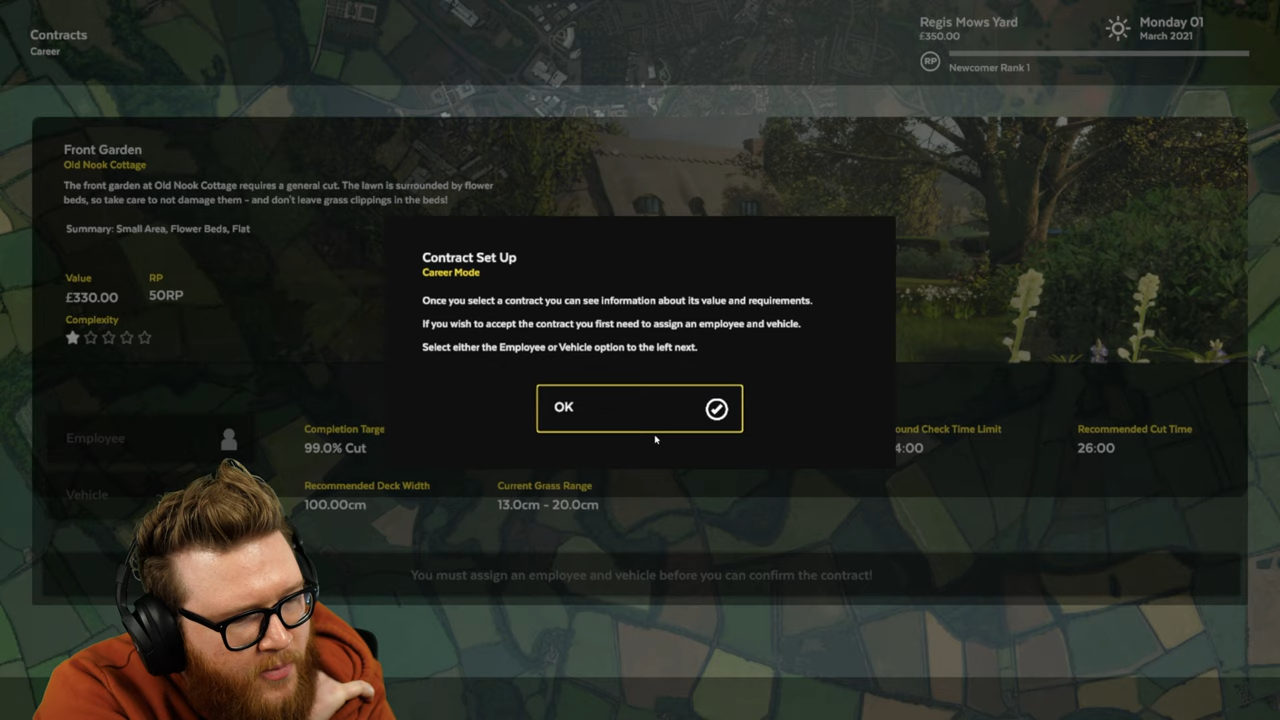 Contracts
Career
Regis Mows Yard
£350.00
Monday 01
March 2021
RP
Newcomer Rank 1
Front Garden
Old Nook Cottage
The front garden at Old Nook Cottage requires a general cut. The lawn is surrounded by flower
beds, so take care to not damage them - and don't leave grass clippings in the beds!
Summary: Small Area, Flower Beds, Flat
Value
£330.00
RP
50RP
Complexity
Contract Set Up
Career Mode
Once you select a contract you can see information about its value and requirements.
If you wish to accept the contract you first need to assign an employee and vehicle.
Select either the Employee or Vehicle option to the left next.
OK
Employee
Vehicle
Completion Targe
99.0% Cut
ound Check Time Limit
4:00
Recommended Cut Time
26:00
Recommended Deck Width
100.00cm
Current Grass Range
13.0cm - 20.0cm
You must assign an employee and vehicle before you can confirm the contract!